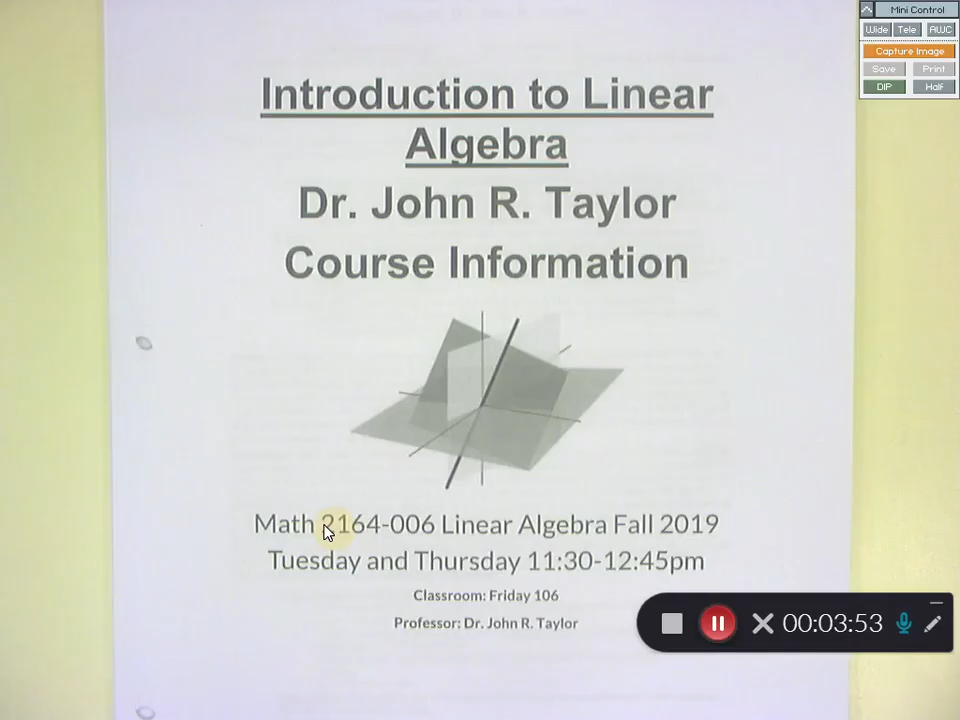 Mini Control
Wide Tele AWC
Capture Image
Save Print
DIP Half
Introduction to Linear
Algebra
Dr. John R. Taylor
Course Information
Math 2164-006 Linear Algebra Fall 2019
Tuesday and Thursday 11:30-12:45pm
Classroom: Friday 106
Professor: Dr. John R. Taylor
00:03:53